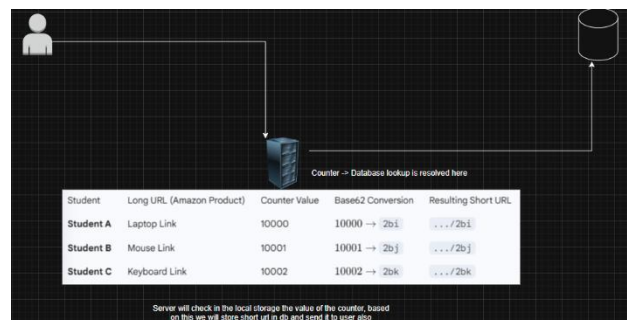 Counter -> Database lookup is resolved here
Student Long URL (Amazon Product) Counter Value Base62 Conversion Resulting Short URL
Student A Laptop Link 10000 10000 → 2bi .../2bi
Student B Mouse Link 10001 10001 → 2bj .../2bj
Student C Keyboard Link 10002 10002 → 2bk .../2bk
Server will check in the local storage the value of the counter, based
on this we will store short url in db and send it to user also